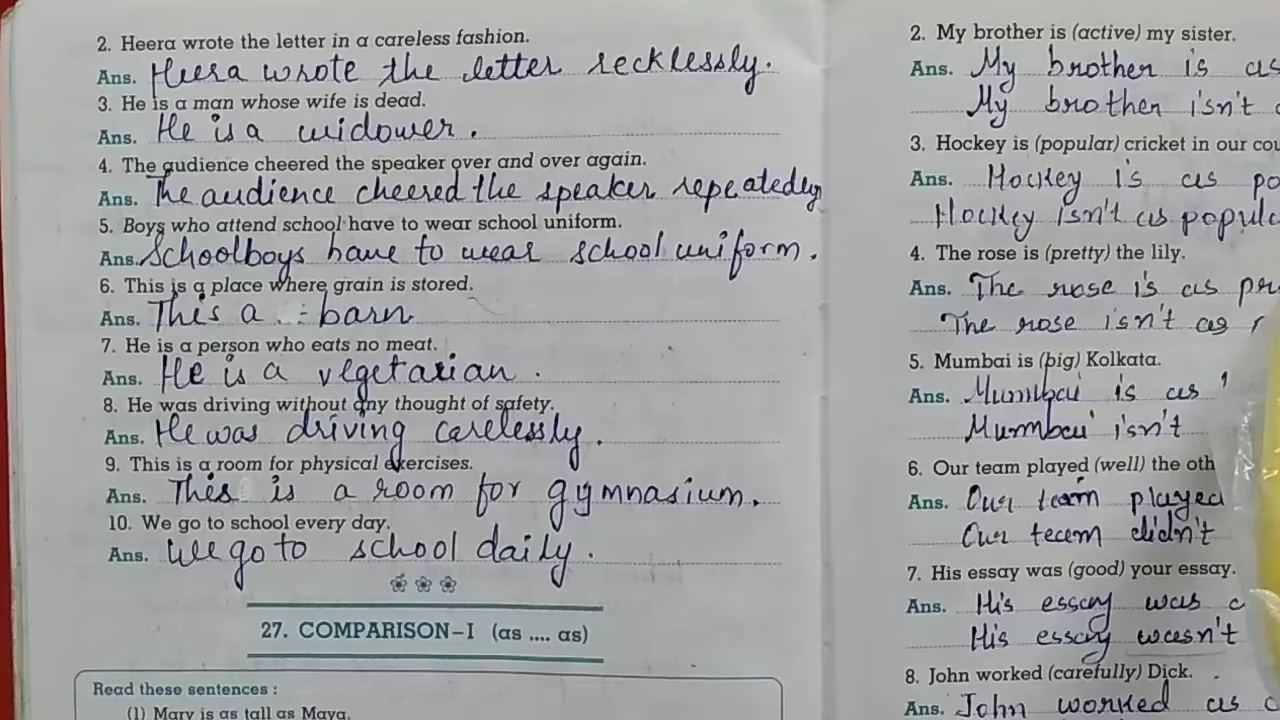 2. Heera wrote the letter in a careless fashion.
Ans. Heera wrote the letter recklessly.
3. He is a man whose wife is dead.
Ans. He is a widower.
4. The audience cheered the speaker over and over again.
Ans. The audience cheered the speaker repeatedly
5. Boys who attend school have to wear school uniform.
Ans. Schoolboys have to wear school uniform.
6. This is a place where grain is stored.
Ans. This a barn
7. He is a person who eats no meat.
Ans. He is a vegetarian.
8. He was driving without any thought of safety.
Ans. He was driving carelessly.
9. This is a room for physical exercises.
Ans. This is a room for gymnasium.
10. We go to school every day.
Ans. We go to school daily.
27. COMPARISON-I (as .... as)
Read these sentences :
(1) Mary is as tall as Maya.
2. My brother is (active) my sister.
Ans. My brother is as
My brother isn't
3. Hockey is (popular) cricket in our cou
Ans. Hockey is as po
Hockey isn't as popula
4. The rose is (pretty) the lily.
Ans. The rose is as pr
The rose isn't as
5. Mumbai is (big) Kolkata.
Ans. Mumbai is as
Mumbai isn't
6. Our team played (well) the oth
Ans. Our team played
Our team didn't
7. His essay was (good) your essay.
Ans. His essay was
His essay wasn't
8. John worked (carefully) Dick.
Ans. John worked as